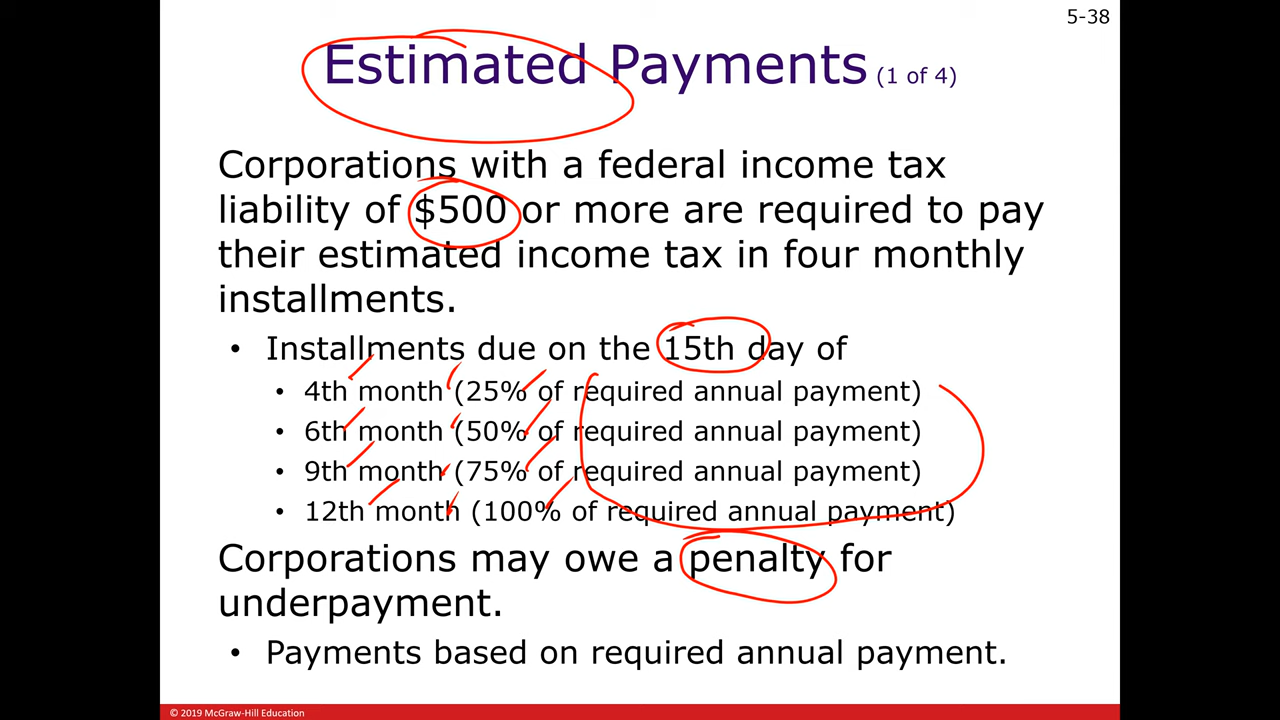 5-38
Estimated Payments (1 of 4)
Corporations with a federal income tax
liability of $500 or more are required to pay
their estimated income tax in four monthly
installments.
• Installments due on the 15th day of
• 4th month (25% of required annual payment)
• 6th month (50% of required annual payment)
• 9th month (75% of required annual payment)
• 12th month (100% of required annual payment)
Corporations may owe a penalty for
underpayment.
• Payments based on required annual payment.
© 2019 McGraw-Hill Education